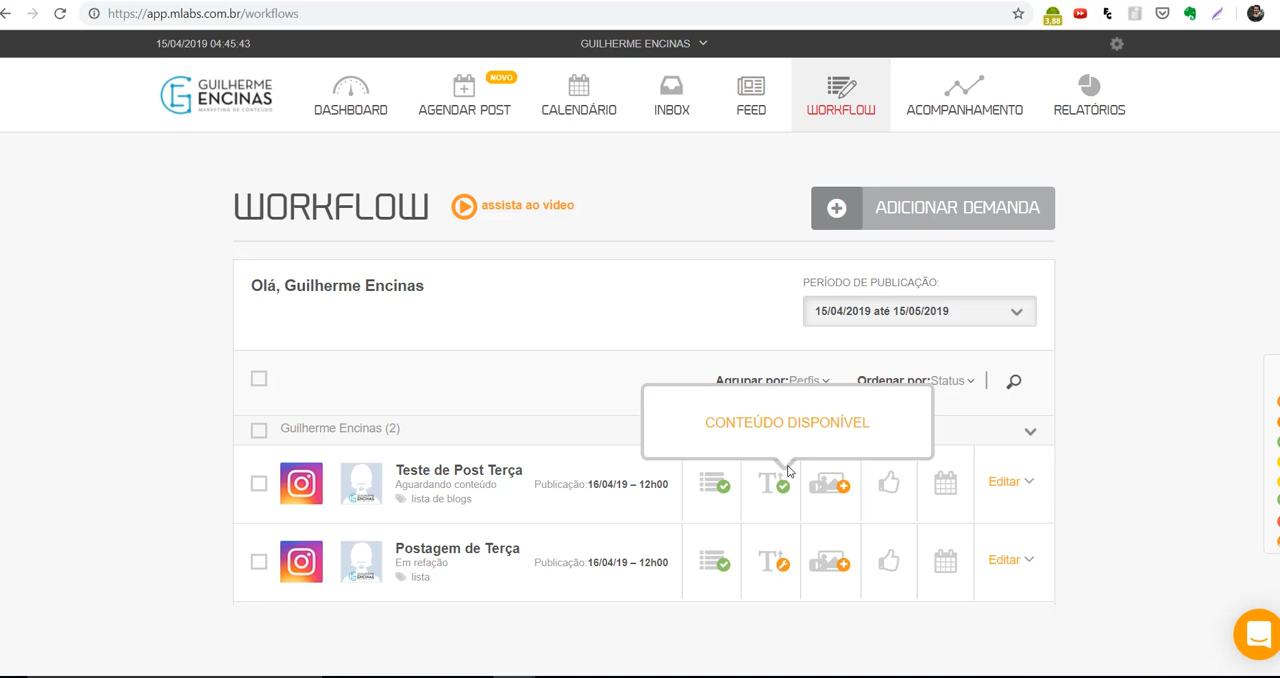 https://app.mlabs.com.br/workflows
3,88
15/04/2019 04:45:43
GUILHERME ENCINAS
GUILHERME
ENCINAS
MARKETING DE CONTEÚDO
DASHBOARD
NOVO
AGENDAR POST
CALENDÁRIO
INBOX
FEED
WORKFLOW
ACOMPANHAMENTO
RELATÓRIOS
WORKFLOW
assista ao video
ADICIONAR DEMANDA
Olá, Guilherme Encinas
PERÍODO DE PUBLICAÇÃO:
15/04/2019 até 15/05/2019
Agrupar por:Perfis
Ordenar por:Status
CONTEÚDO DISPONÍVEL
Guilherme Encinas (2)
Teste de Post Terça
Aguardando conteúdo
lista de blogs
Publicação:16/04/19 – 12h00
Editar
Postagem de Terça
Em refação
lista
Publicação:16/04/19 – 12h00
Editar